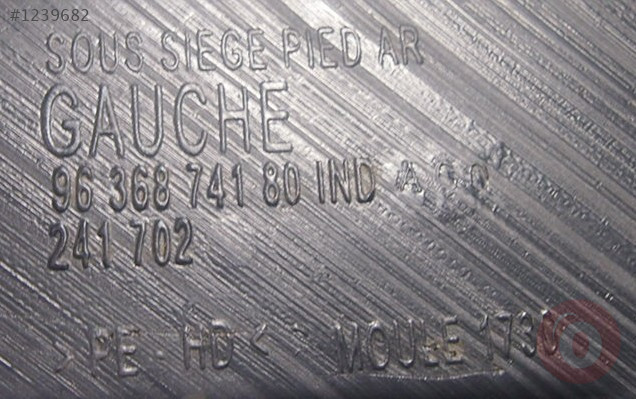 #1239682
SOUS SIEGE PIED AR
GAUCHE
96 368 741 80 IND A
241 702
>PE - HD< MOULE